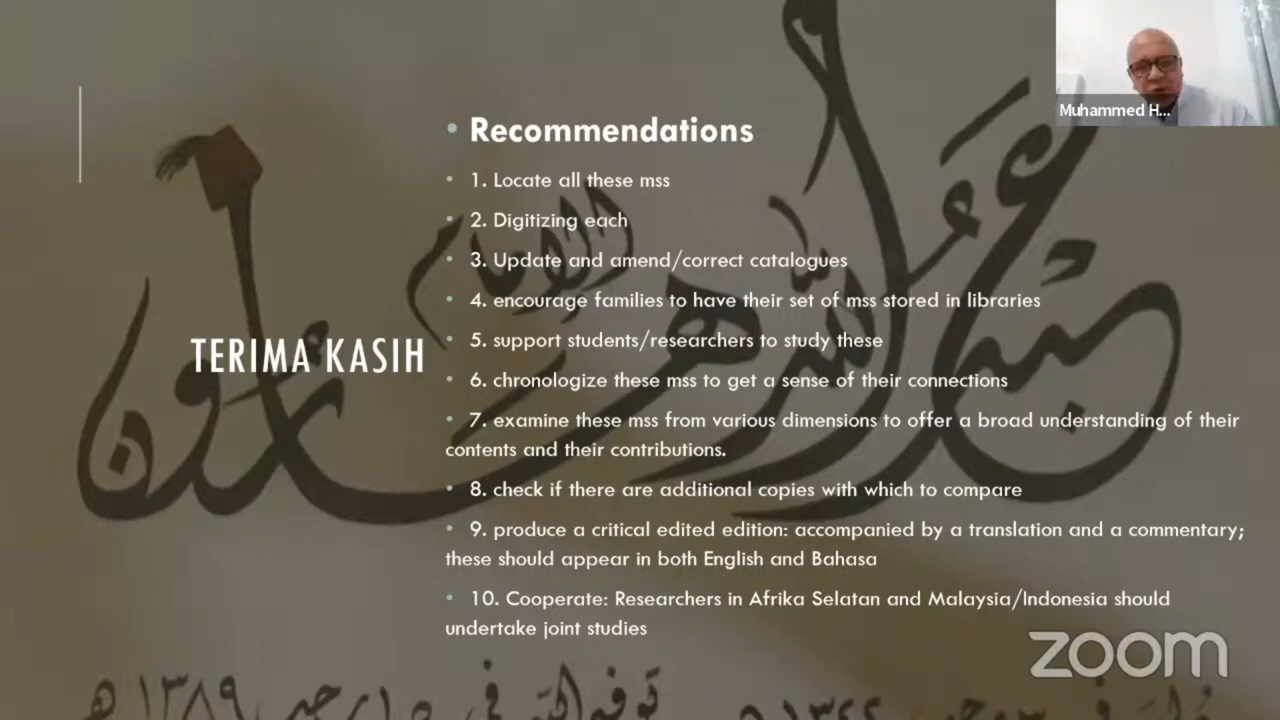 Muhammed H...
Recommendations
1. Locate all these mss
2. Digitizing each
3. Update and amend/correct catalogues
4. encourage families to have their set of mss stored in libraries
TERIMA KASIH
5. support students/researchers to study these
6. chronologize these mss to get a sense of their connections
7. examine these mss from various dimensions to offer a broad understanding of their
contents and their contributions.
8. check if there are additional copies with which to compare
9. produce a critical edited edition: accompanied by a translation and a commentary;
these should appear in both English and Bahasa
10. Cooperate: Researchers in Afrika Selatan and Malaysia/Indonesia should
undertake joint studies
zoom
الإمام
عبد الله هارون